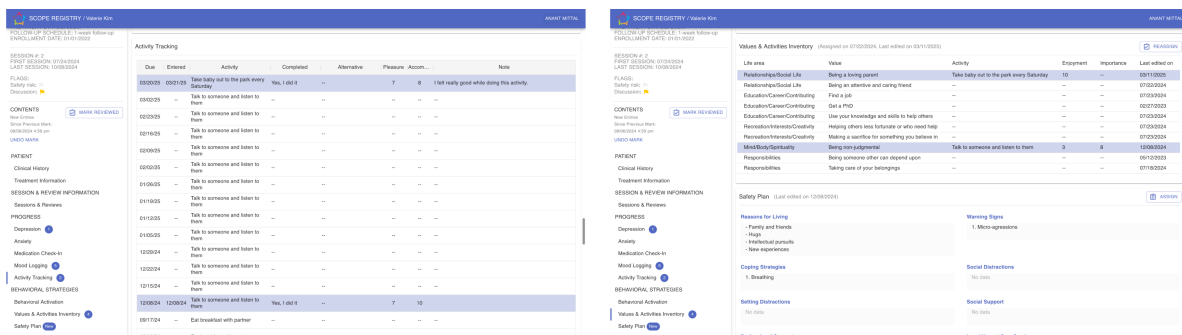 SCOPE REGISTRY / Valerie Kim
ANANT MITTAL
FOLLOW-UP SCHEDULE: 1-week follow-up
ENROLLMENT DATE: 01/01/2022
SESSION #: 2
FIRST SESSION: 07/24/2024
LAST SESSION: 10/08/2024
FLAGS:
Safety risk:
Discussion:
CONTENTS
MARK REVIEWED
New Entries
Since Previous Mark:
UNDO MARK
PATIENT
Clinical History
Treatment Information
SESSION & REVIEW INFORMATION
Sessions & Reviews
PROGRESS
Depression
Anxiety
Medication Check-In
Mood Logging
Activity Tracking
BEHAVIORAL STRATEGIES
Behavioral Activation
Values & Activities Inventory
Safety Plan New
Activity Tracking
Due Entered Activity Completed Alternative Pleasure Accom... Note
03/20/25 03/21/25 Take baby out to the park every Saturday Yes, I did it -- 7 8 I felt really good while doing this activity.
03/02/25 -- Talk to someone and listen to them -- -- -- -- --
02/23/25 -- Talk to someone and listen to them -- -- -- -- --
02/16/25 -- Talk to someone and listen to them -- -- -- -- --
02/09/25 -- Talk to someone and listen to them -- -- -- -- --
02/02/25 -- Talk to someone and listen to them -- -- -- -- --
01/26/25 -- Talk to someone and listen to them -- -- -- -- --
01/19/25 -- Talk to someone and listen to them -- -- -- -- --
01/12/25 -- Talk to someone and listen to them -- -- -- -- --
01/05/25 -- Talk to someone and listen to them -- -- -- -- --
12/29/24 -- Talk to someone and listen to them -- -- -- -- --
12/22/24 -- Talk to someone and listen to them -- -- -- -- --
12/15/24 -- Talk to someone and listen to them -- -- -- -- --
12/08/24 12/08/24 Talk to someone and listen to them Yes, I did it -- 7 10
09/17/24 -- Eat breakfast with partner -- -- -- -- --
SCOPE REGISTRY / Valerie Kim
ANANT MITTAL
FOLLOW-UP SCHEDULE: 1-week follow-up
ENROLLMENT DATE: 01/01/2022
SESSION #: 2
FIRST SESSION: 07/24/2024
LAST SESSION: 10/08/2024
FLAGS:
Safety risk:
Discussion:
CONTENTS
MARK REVIEWED
New Entries
Since Previous Mark:
UNDO MARK
PATIENT
Clinical History
Treatment Information
SESSION & REVIEW INFORMATION
Sessions & Reviews
PROGRESS
Depression
Anxiety
Medication Check-In
Mood Logging
Activity Tracking
BEHAVIORAL STRATEGIES
Behavioral Activation
Values & Activities Inventory
Safety Plan New
Values & Activities Inventory (Assigned on 07/22/2024, Last edited on 03/11/2025)
REASSIGN
Life area Value Activity Enjoyment Importance Last edited on
Relationships/Social Life Being a loving parent Take baby out to the park every Saturday 10 -- 03/11/2025
Relationships/Social Life Being an attentive and caring friend -- -- -- 07/22/2024
Education/Career/Contributing Find a job -- -- -- 07/23/2024
Education/Career/Contributing Get a PhD -- -- -- 02/27/2023
Education/Career/Contributing Use your knowledge and skills to help others -- -- -- 07/23/2024
Recreation/Interests/Creativity Helping others less fortunate or who need help -- -- -- 07/23/2024
Recreation/Interests/Creativity Making a sacrifice for something you believe in -- -- -- 07/23/2024
Mind/Body/Spirituality Being non-judgmental Talk to someone and listen to them 3 8 12/08/2024
Responsibilities Being someone other can depend upon -- -- -- 05/12/2023
Responsibilities Taking care of your belongings -- -- -- 07/18/2024
Safety Plan (Last edited on 12/08/2024)
ASSIGN
Reasons for Living
- Family and friends
- Hugs
- Intellectual pursuits
- New experiences
Warning Signs
1. Micro-agressions
Coping Strategies
1. Breathing
Social Distractions
No data
Setting Distractions
No data
Social Support
No data